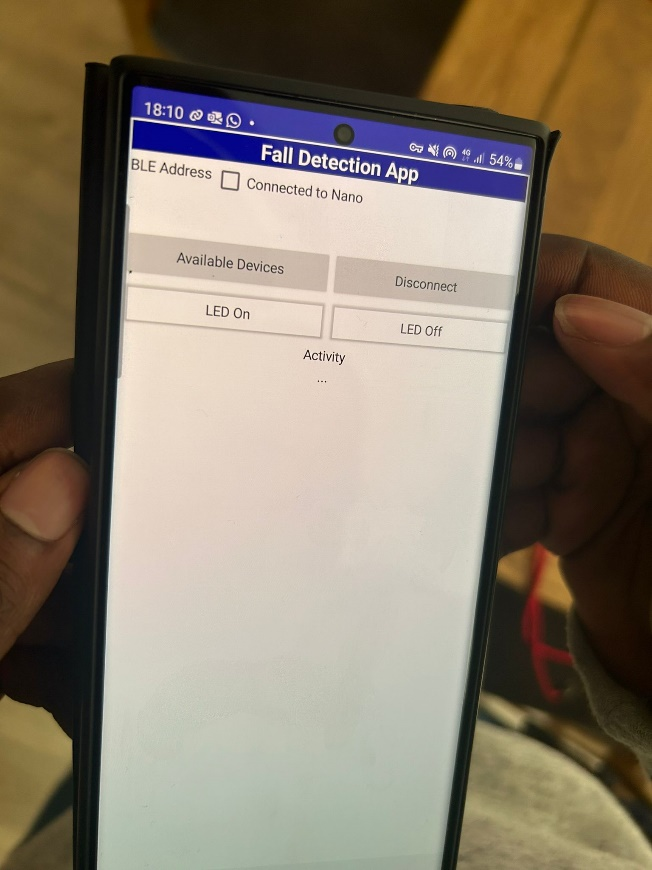 18:10 4G 54%
Fall Detection App
BLE Address Connected to Nano
Available Devices Disconnect
LED On LED Off
Activity
...